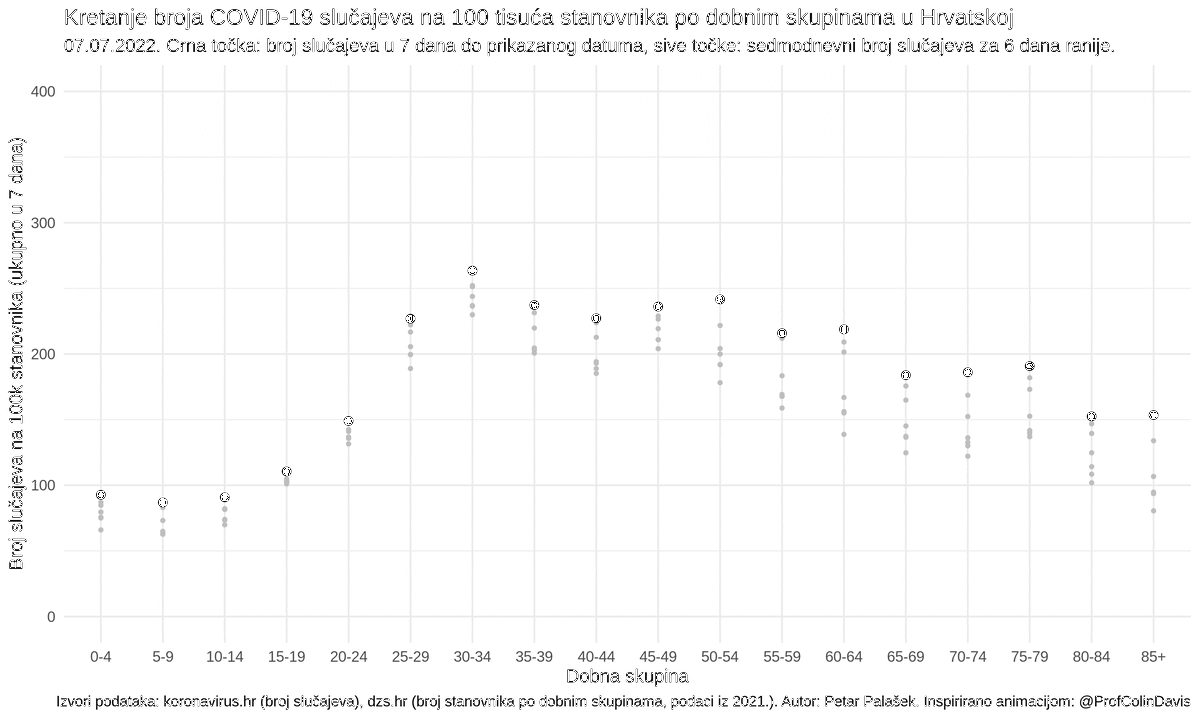 Kretanje broja COVID-19 slučajeva na 100 tisuća stanovnika po dobnim skupinama u Hrvatskoj
07.07.2022. Crna točka: broj slučajeva u 7 dana do prikazanog datuma, sive točke: sedmodnevni broj slučajeva za 6 dana ranije.
Broj slučajeva na 100k stanovnika (ukupno u 7 dana)
400
300
200
100
0
0-4 5-9 10-14 15-19 20-24 25-29 30-34 35-39 40-44 45-49 50-54 55-59 60-64 65-69 70-74 75-79 80-84 85+
Dobna skupina
Izvori podataka: koronavirus.hr (broj slučajeva), dzs.hr (broj stanovnika po dobnim skupinama, podaci iz 2021.). Autor: Petar Palašek. Inspirirano animacijom: @ProfColinDavis